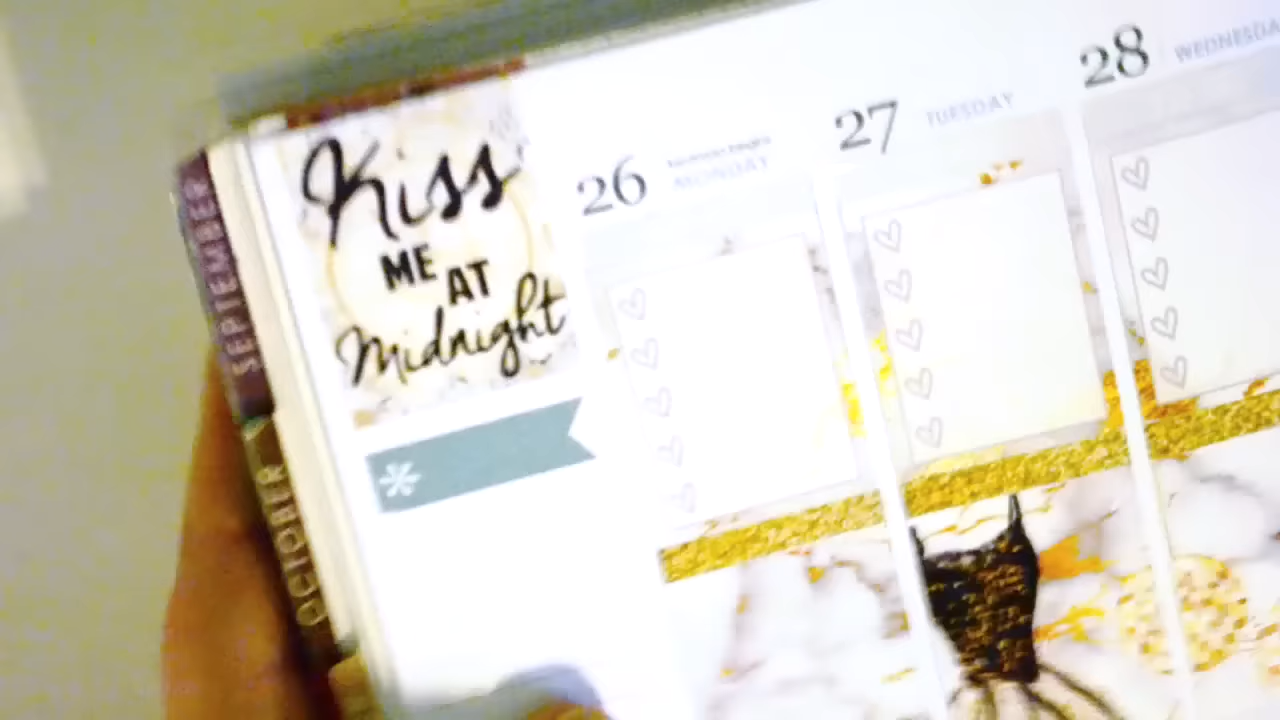 Kiss
ME AT
Midnight
26
MONDAY
27 TUESDAY
28 WEDNESDA
SEPTEMBER
OCTOBER